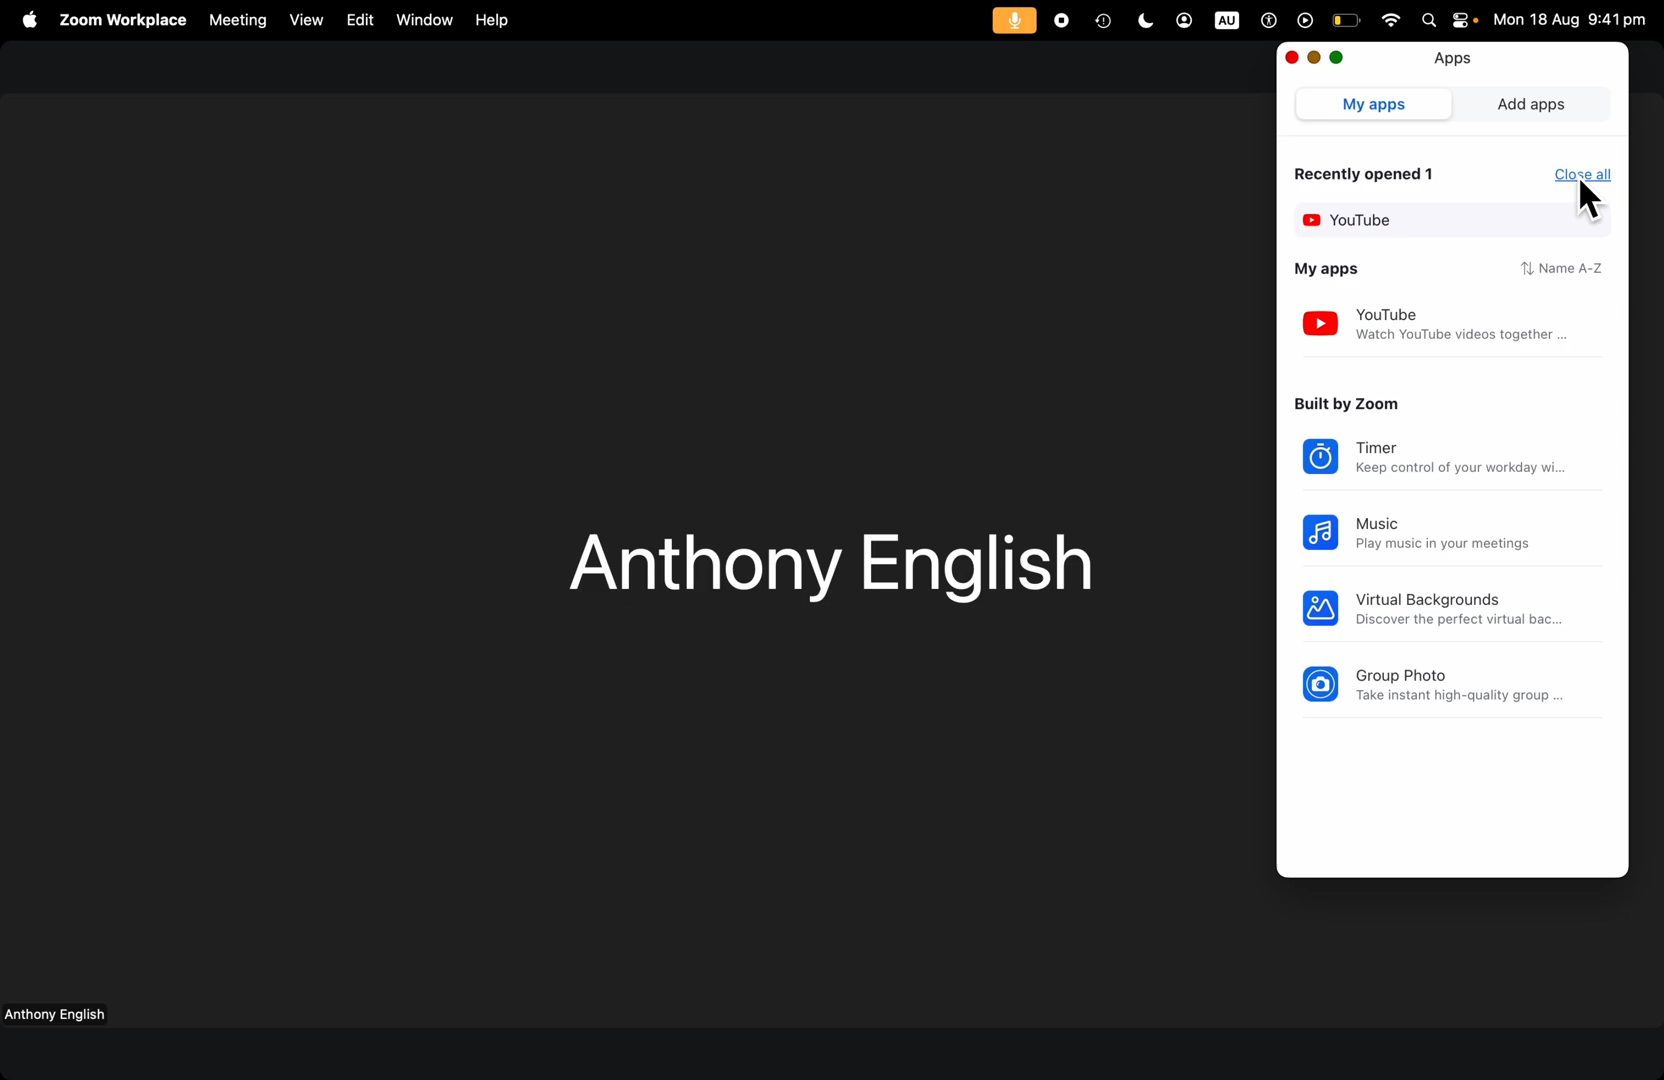 Zoom Workplace Meeting View Edit Window Help AU Mon 18 Aug 9:41 pm
Apps
My apps Add apps
Recently opened 1 Close all
YouTube
My apps Name A-Z
YouTube
Watch YouTube videos together ...
Built by Zoom
Timer
Keep control of your workday wi...
Music
Play music in your meetings
Virtual Backgrounds
Discover the perfect virtual bac...
Group Photo
Take instant high-quality group ...
Anthony English
Anthony English